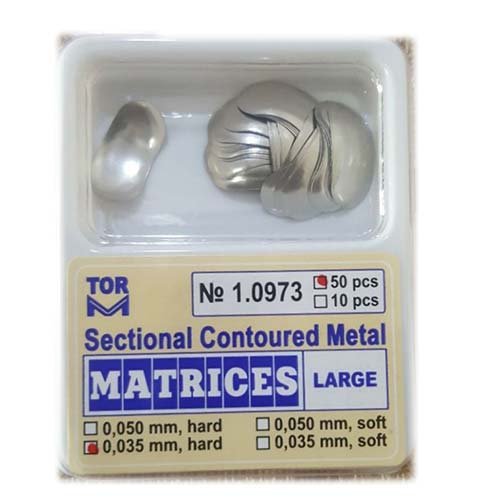 TOR
M
№ 1.0973
50 pcs
10 pcs
Sectional Contoured Metal
MATRICES
LARGE
0,050 mm, hard
0,050 mm, soft
0,035 mm, hard
0,035 mm, soft